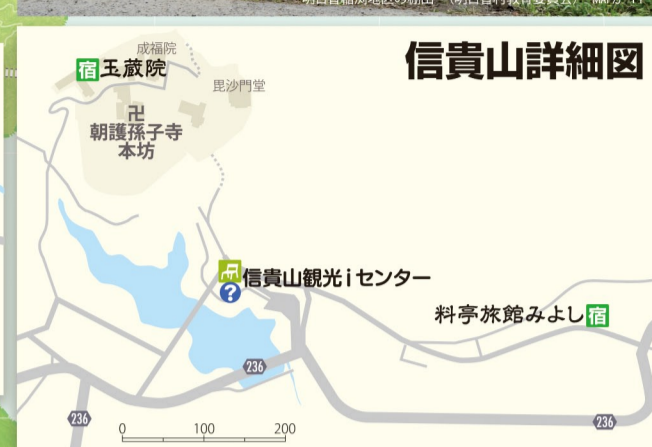 信貴山詳細図
成福院
宿 玉蔵院
毘沙門堂
卍
朝護孫子寺
本坊
信貴山観光iセンター
?
料亭旅館みよし 宿
236
236
236
0 100 200